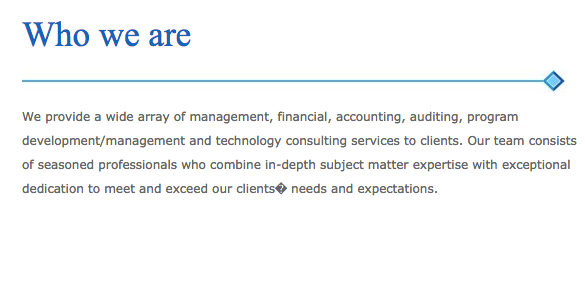 Who we are
We provide a wide array of management, financial, accounting, auditing, program
development/management and technology consulting services to clients. Our team consists
of seasoned professionals who combine in-depth subject matter expertise with exceptional
dedication to meet and exceed our clients� needs and expectations.